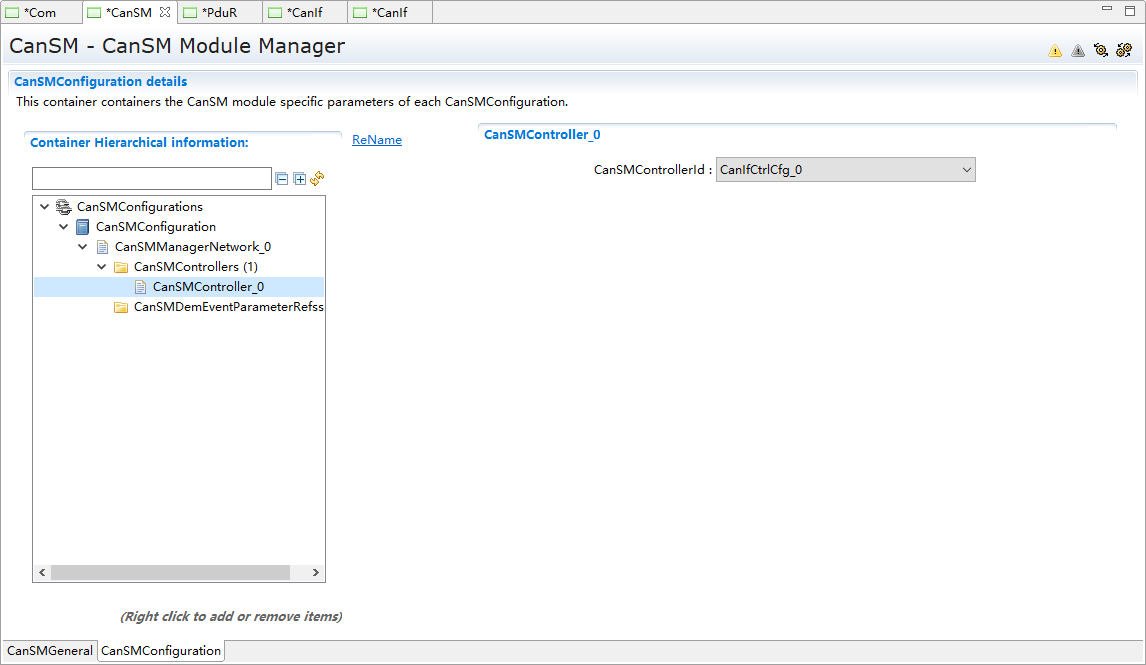 *Com
*CanSM
*PduR
*CanIf
*CanIf
CanSM - CanSM Module Manager
CanSMConfiguration details
This container containers the CanSM module specific parameters of each CanSMConfiguration.
Container Hierarchical information:
ReName
CanSMConfigurations
CanSMConfiguration
CanSMManagerNetwork_0
CanSMControllers (1)
CanSMController_0
CanSMDemEventParameterRefss
(Right click to add or remove items)
CanSMController_0
CanSMControllerId : CanIfCtrlCfg_0
CanSMGeneral
CanSMConfiguration